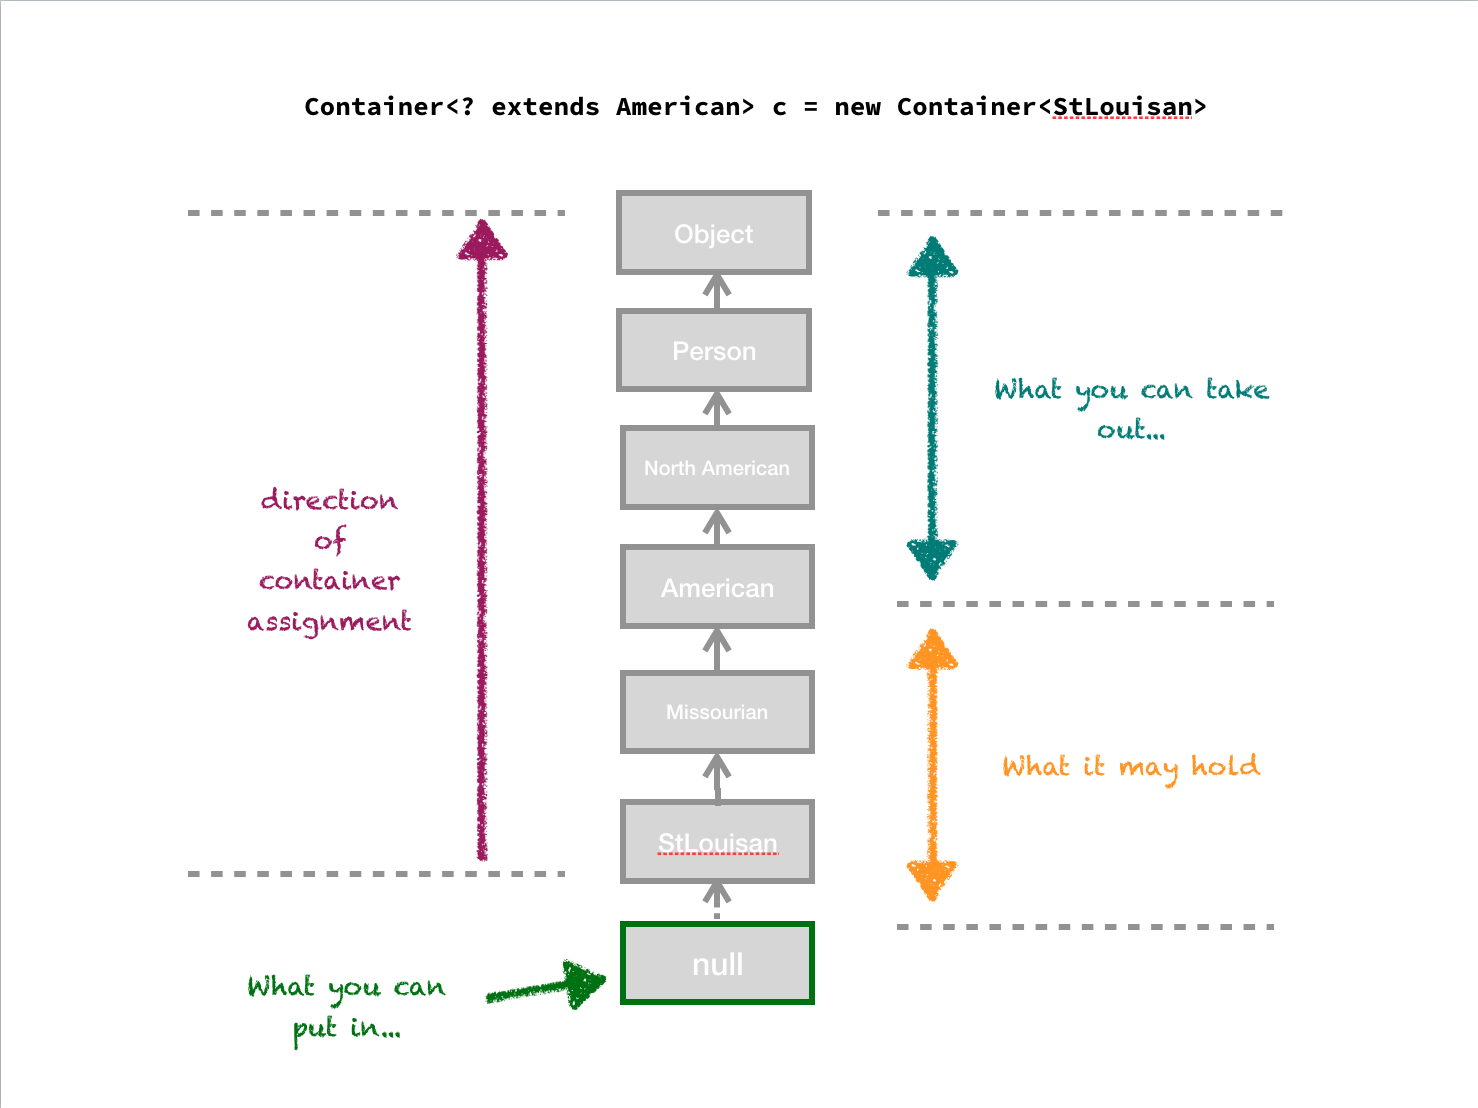 Container<? extends American> c = new Container<StLouisan>
Object
Person
North American
American
Missourian
StLouisan
null
direction
of
container
assignment
What you can
put in...
What you can take
out...
What it may hold